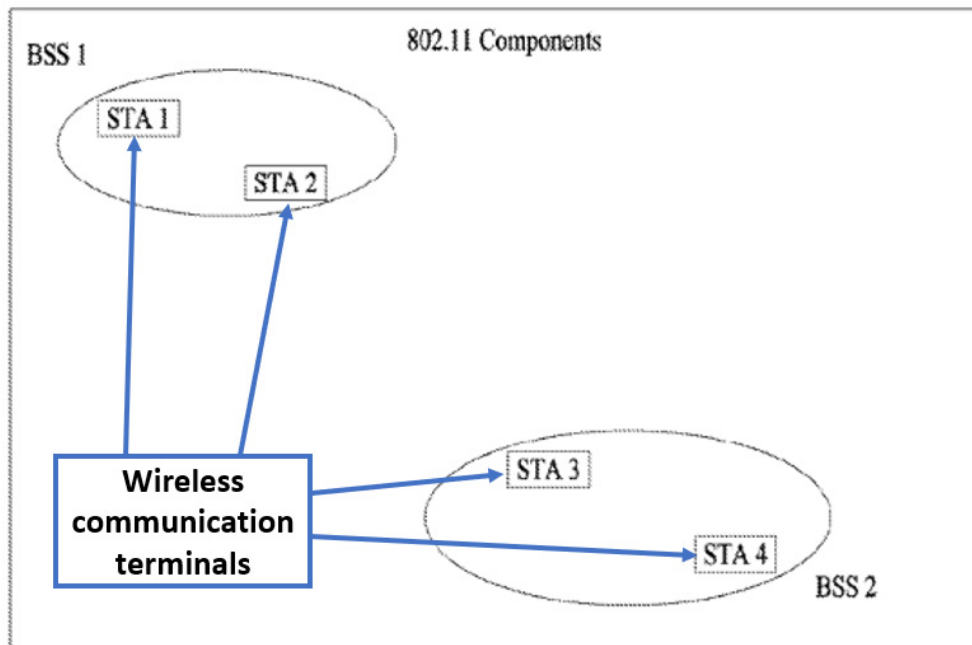 802.11 Components
BSS 1
STA 1
STA 2
Wireless
communication
terminals
STA 3
STA 4
BSS 2